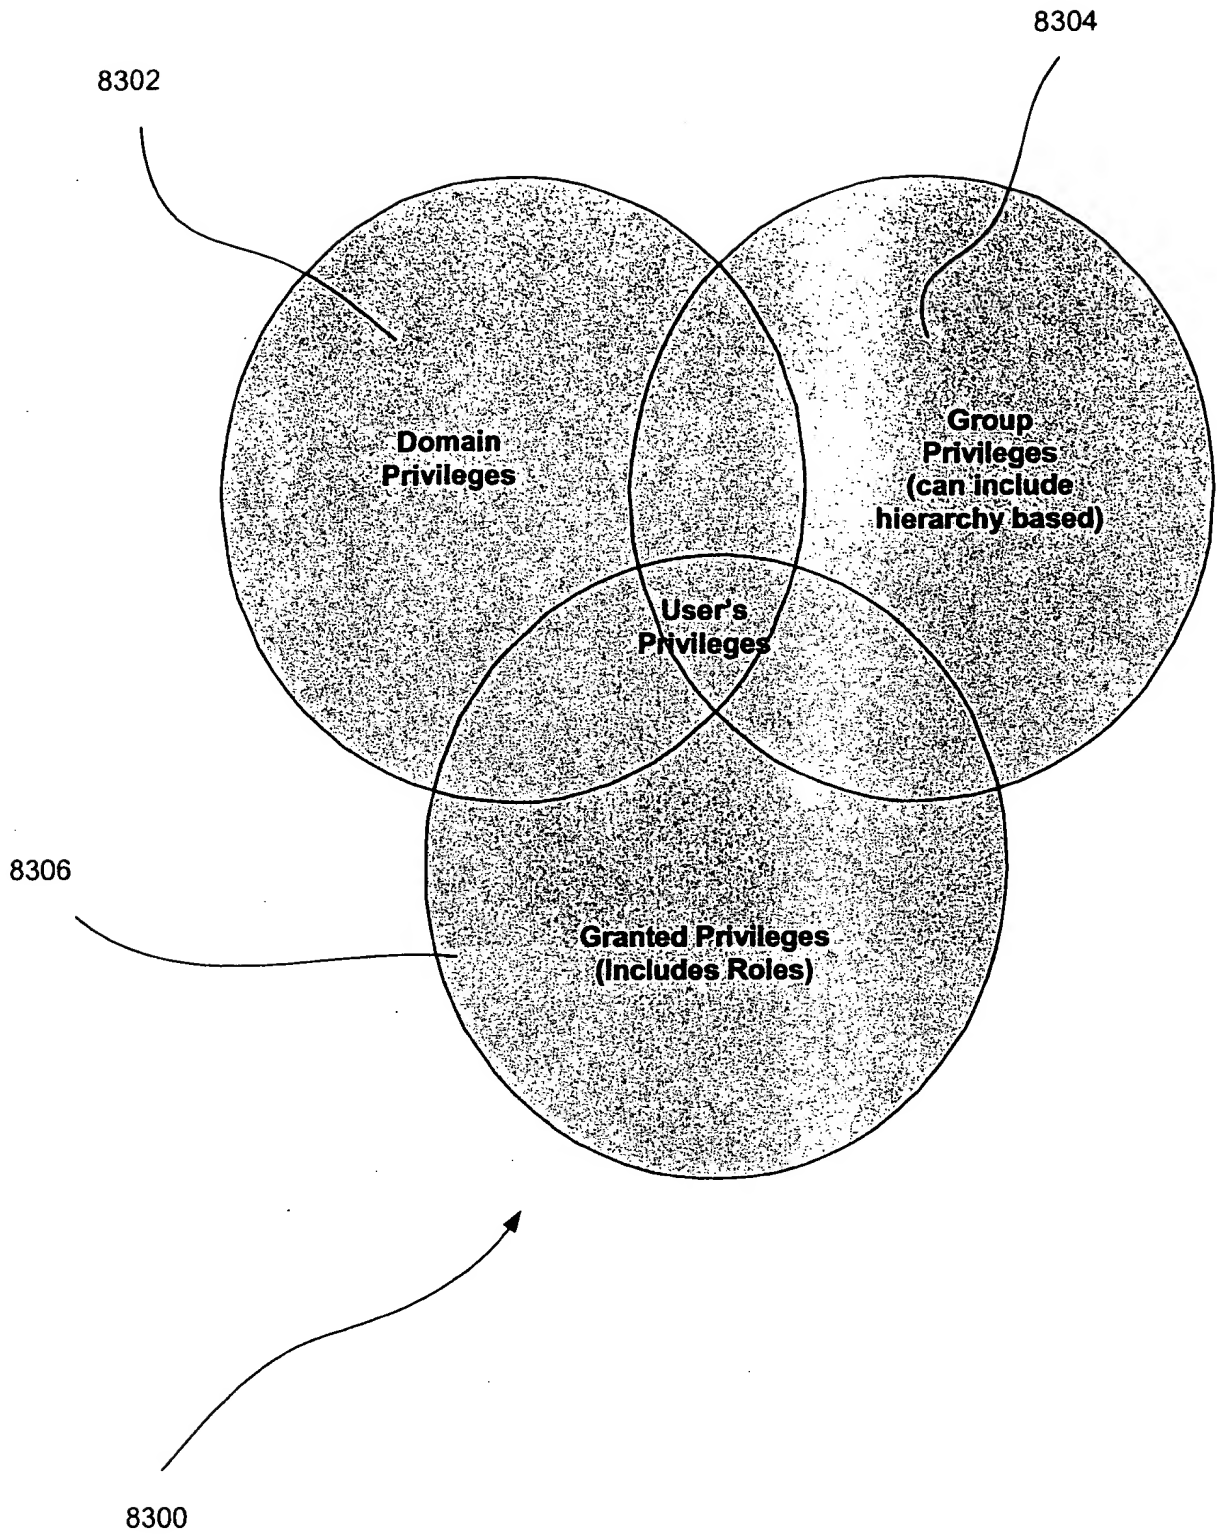 8304
8302
Domain
Privileges
Group
Privileges
(can include
hierarchy based)
User's
Privileges
8306
Granted Privileges
(Includes Roles)
8300